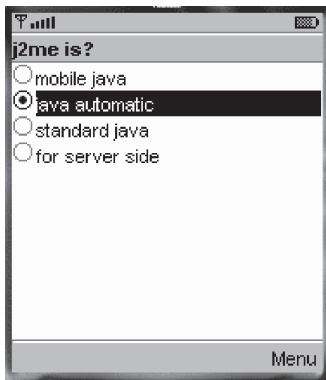 j2me is?
mobile java
java automatic
standard java
for server side
Menu